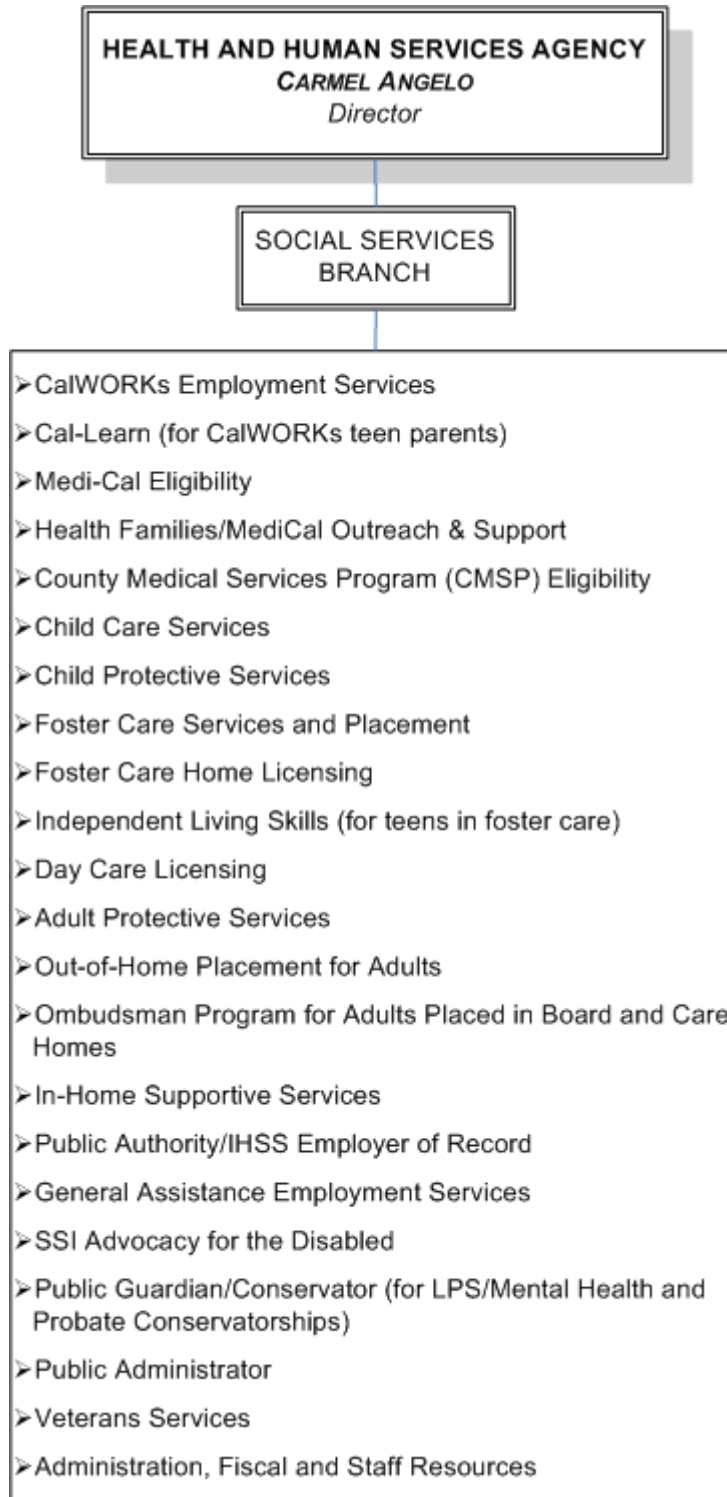 HEALTH AND HUMAN SERVICES AGENCY
CARMEL ANGELO
Director
SOCIAL SERVICES
BRANCH
➢CalWORKs Employment Services
➢Cal-Learn (for CalWORKs teen parents)
➢Medi-Cal Eligibility
➢Health Families/MediCal Outreach & Support
➢County Medical Services Program (CMSP) Eligibility
➢Child Care Services
➢Child Protective Services
➢Foster Care Services and Placement
➢Foster Care Home Licensing
➢Independent Living Skills (for teens in foster care)
➢Day Care Licensing
➢Adult Protective Services
➢Out-of-Home Placement for Adults
➢Ombudsman Program for Adults Placed in Board and Care
Homes
➢In-Home Supportive Services
➢Public Authority/IHSS Employer of Record
➢General Assistance Employment Services
➢SSI Advocacy for the Disabled
➢Public Guardian/Conservator (for LPS/Mental Health and
Probate Conservatorships)
➢Public Administrator
➢Veterans Services
➢Administration, Fiscal and Staff Resources